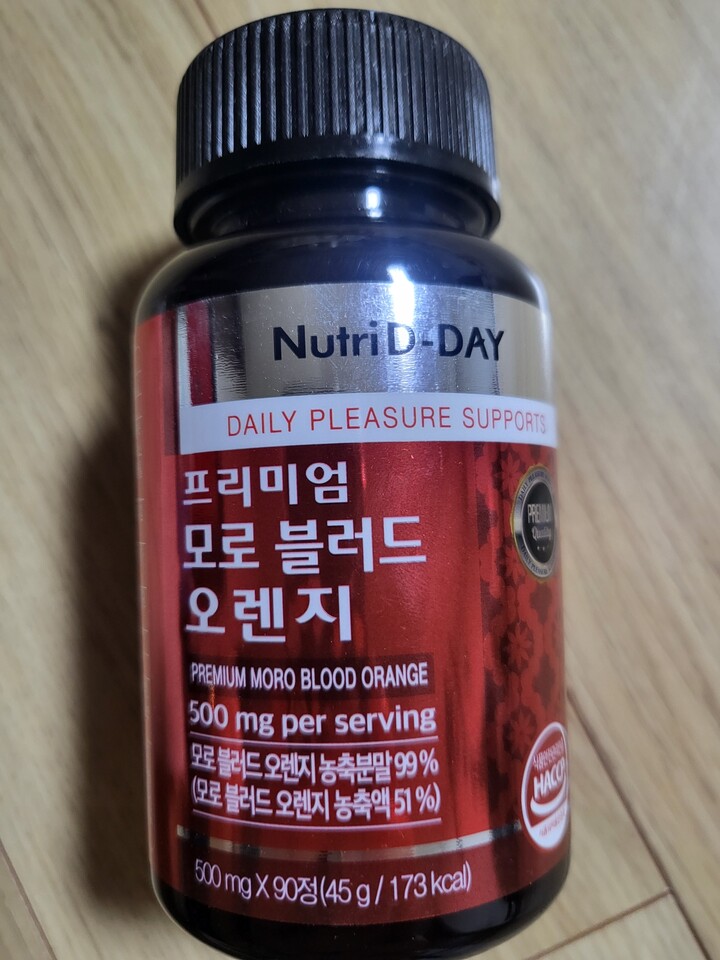 NutriD-DAY
DAILY PLEASURE SUPPORTS
프리미엄
모로 블러드
오렌지
PREMIUM
Quality
PREMIUM MORO BLOOD ORANGE
500 mg per serving
모로 블러드 오렌지 농축분말 99 %
(모로 블러드 오렌지 농축액 51 %)
HACCP
500 mg X 90정(45 g / 173 kcal)